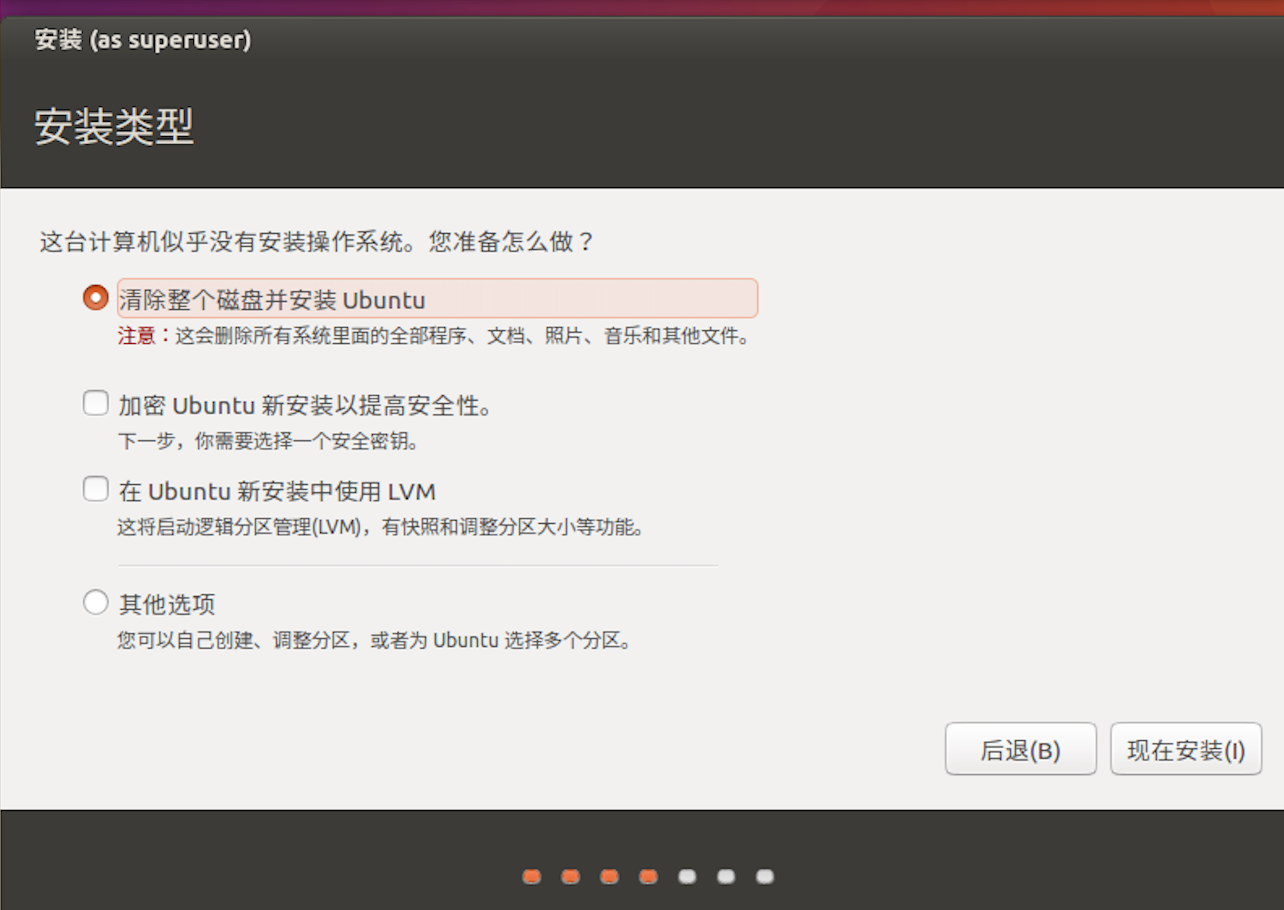 安装 (as superuser)
安装类型
这台计算机似乎没有安装操作系统。您准备怎么做？
清除整个磁盘并安装 Ubuntu
注意：这会删除所有系统里面的全部程序、文档、照片、音乐和其他文件。
加密 Ubuntu 新安装以提高安全性。
下一步，你需要选择一个安全密钥。
在 Ubuntu 新安装中使用 LVM
这将启动逻辑分区管理(LVM)，有快照和调整分区大小等功能。
其他选项
您可以自己创建、调整分区，或者为 Ubuntu 选择多个分区。
后退(B)
现在安装(I)